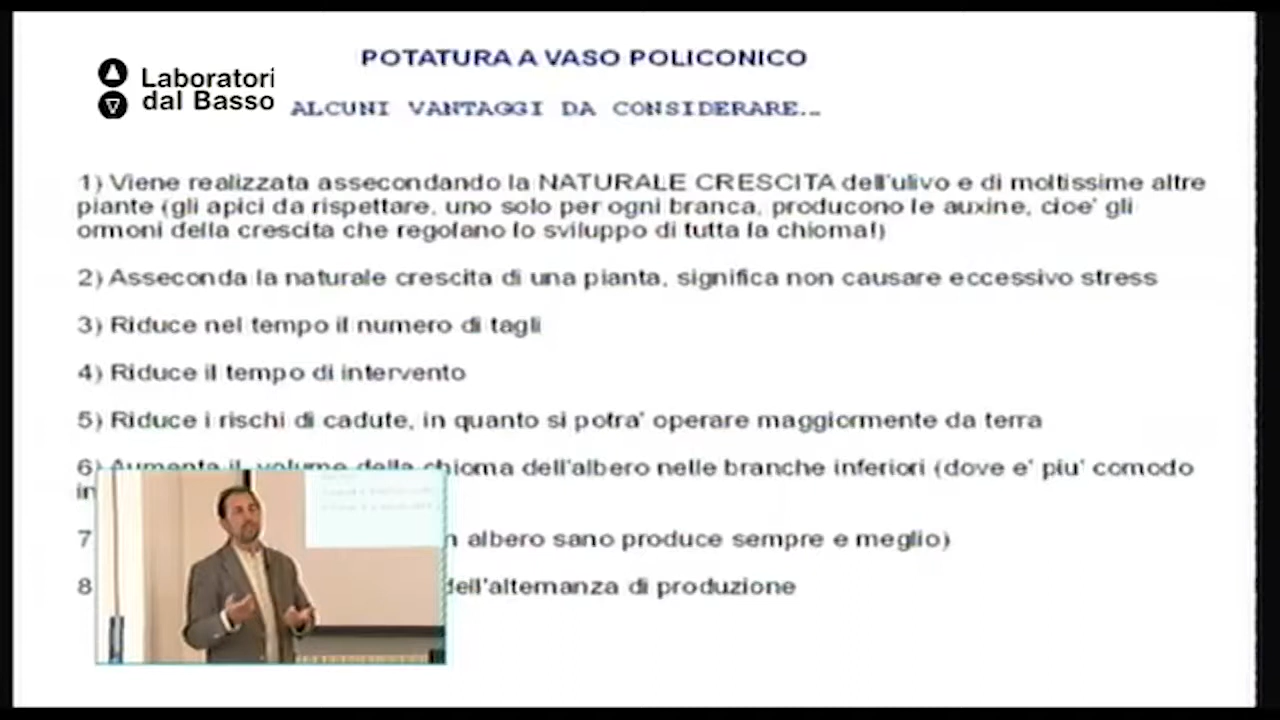 POTATURA A VASO POLICONICO
Laboratori
dal Basso
ALCUNI VANTAGGI DA CONSIDERARE...
1) Viene realizzata assecondando la NATURALE CRESCITA dell'ulivo e di moltissime altre
piante (gli apici da rispettare, uno solo per ogni branca, producono le auxine, cioe' gli
ormoni della crescita che regolano lo sviluppo di tutta la chioma!)
2) Asseconda la naturale crescita di una pianta, significa non causare eccessivo stress
3) Riduce nel tempo il numero di tagli
4) Riduce il tempo di intervento
5) Riduce i rischi di cadute, in quanto si potra' operare maggiormente da terra
6) Aumenta il volume della chioma dell'albero nelle branche inferiori (dove e' piu' comodo
in
7 albero sano produce sempre e meglio)
8 dell'alternanza di produzione